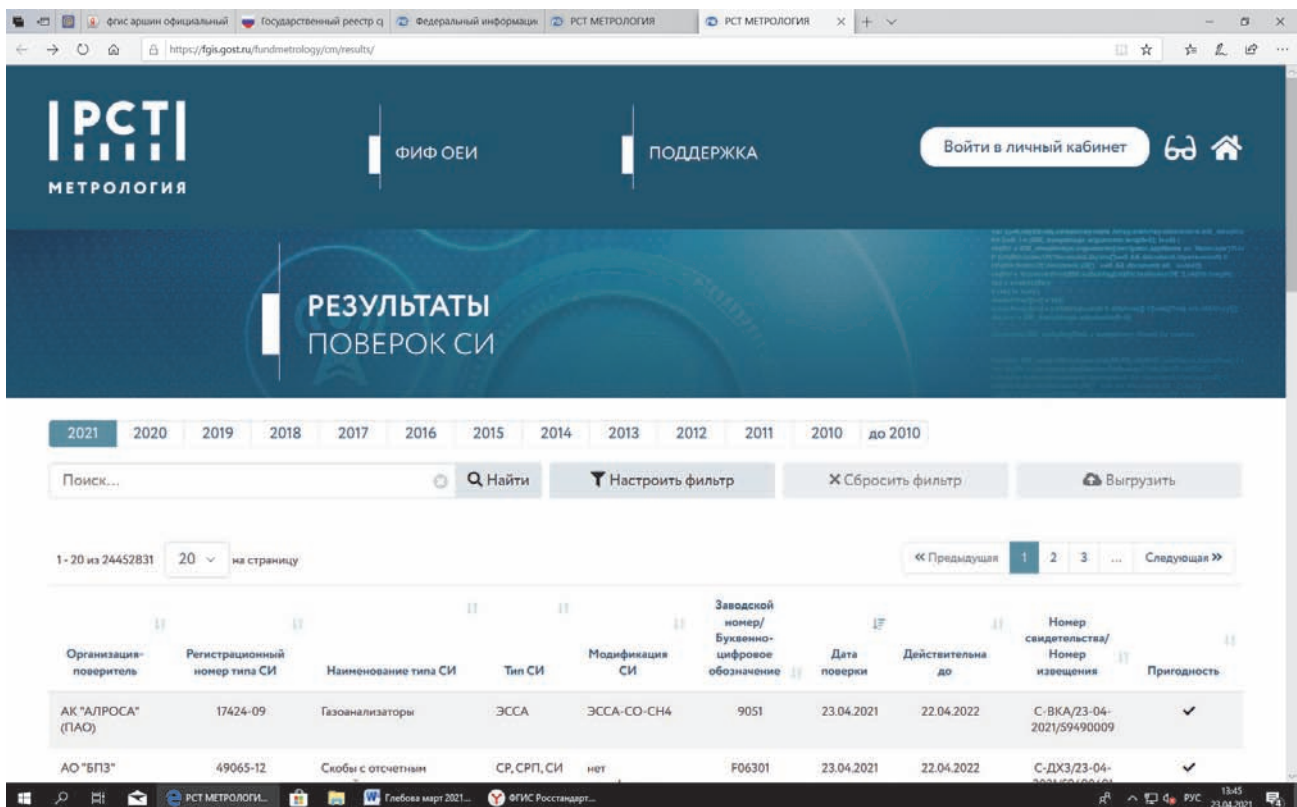 фгис аршин официальный
Государственный реестр q
Федеральный информацион
РСТ МЕТРОЛОГИЯ
РСТ МЕТРОЛОГИЯ
https://fgis.gost.ru/fundmetrology/cm/results/
РСТ
МЕТРОЛОГИЯ
ФИФ ОЕИ
ПОДДЕРЖКА
Войти в личный кабинет
РЕЗУЛЬТАТЫ
ПОВЕРОК СИ
2021 2020 2019 2018 2017 2016 2015 2014 2013 2012 2011 2010 до 2010
Поиск... Найти Настроить фильтр Сбросить фильтр Выгрузить
1 - 20 из 24452831 20 на страницу « Предыдущая 1 2 3 ... Следующая »
Организация-
поверитель
Регистрационный
номер типа СИ
Наименование типа СИ
Тип СИ
Модификация
СИ
Заводской
номер/
Буквенно-
цифровое
обозначение
Дата
поверки
Действительна
до
Номер
свидетельства/
Номер
извещения
Пригодность
АК "АЛРОСА"
(ПАО)
17424-09
Газоанализаторы
ЭССА
ЭССА-СО-СН4
9051
23.04.2021
22.04.2022
С-ВКА/23-04-
2021/59490009
АО "БПЗ"
49065-12
Скобы с отсчетным
СР, СРП, СИ
нет
F06301
23.04.2021
22.04.2022
С-ДХЗ/23-04-
РСТ МЕТРОЛОГИ...
Глебова март 2021...
ФГИС Росстандарт...
РУС
13:45
23.04.2021